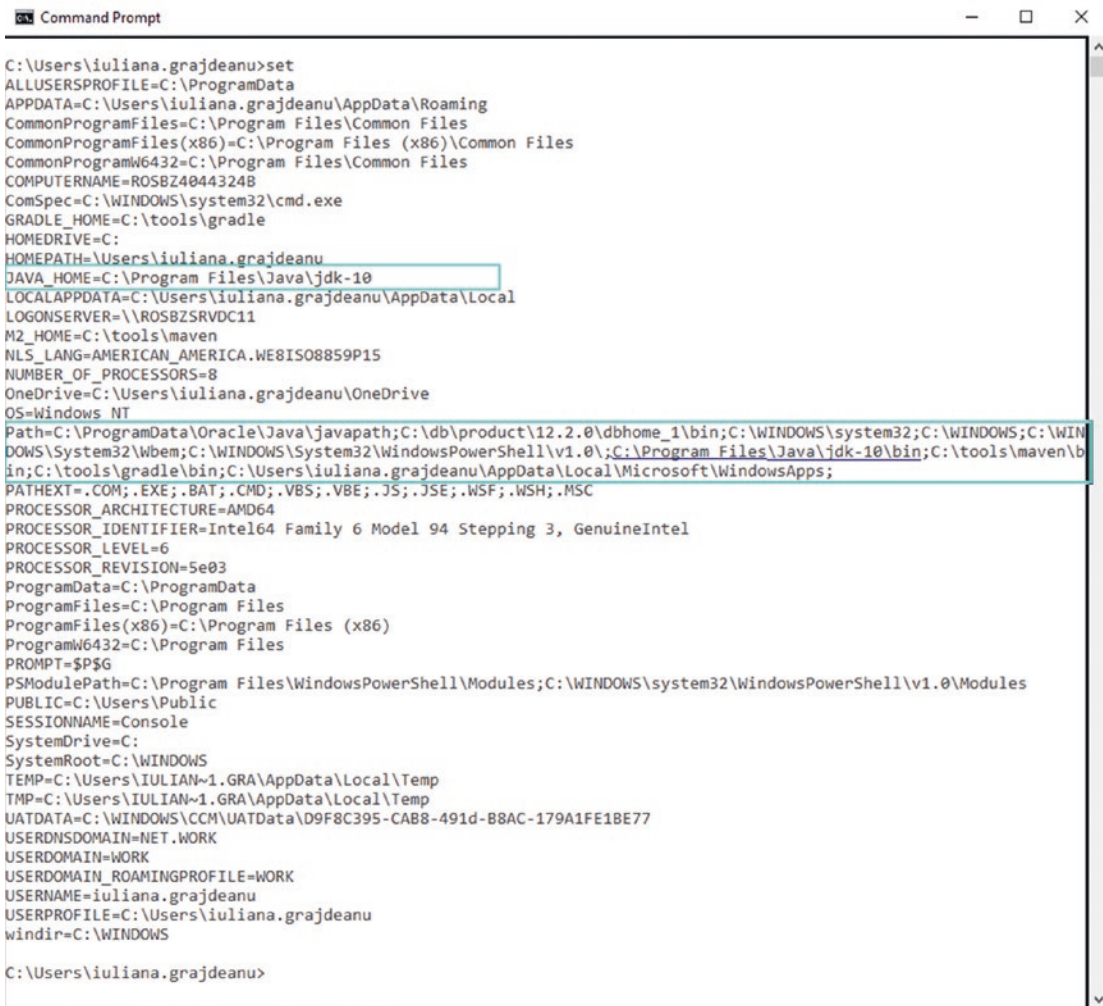 Command Prompt
C:\Users\iuliana.grajdeanu>set
ALLUSERSPROFILE=C:\ProgramData
APPDATA=C:\Users\iuliana.grajdeanu\AppData\Roaming
CommonProgramFiles=C:\Program Files\Common Files
CommonProgramFiles(x86)=C:\Program Files (x86)\Common Files
CommonProgramW6432=C:\Program Files\Common Files
COMPUTERNAME=ROSBZ4044324B
ComSpec=C:\WINDOWS\system32\cmd.exe
GRADLE_HOME=C:\tools\gradle
HOMEDRIVE=C:
HOMEPATH=\Users\iuliana.grajdeanu
JAVA_HOME=C:\Program Files\Java\jdk-10
LOCALAPPDATA=C:\Users\iuliana.grajdeanu\AppData\Local
LOGONSERVER=\\ROSBZSRVDC11
M2_HOME=C:\tools\maven
NLS_LANG=AMERICAN_AMERICA.WE8ISO8859P15
NUMBER_OF_PROCESSORS=8
OneDrive=C:\Users\iuliana.grajdeanu\OneDrive
OS=Windows_NT
Path=C:\ProgramData\Oracle\Java\javapath;C:\db\product\12.2.0\dbhome_1\bin;C:\WINDOWS\system32;C:\WINDOWS;C:\WIN
DOWS\System32\Wbem;C:\WINDOWS\System32\WindowsPowerShell\v1.0\;C:\Program Files\Java\jdk-10\bin;C:\tools\maven\b
in;C:\tools\gradle\bin;C:\Users\iuliana.grajdeanu\AppData\Local\Microsoft\WindowsApps;
PATHEXT=.COM;.EXE;.BAT;.CMD;.VBS;.VBE;.JS;.JSE;.WSF;.WSH;.MSC
PROCESSOR_ARCHITECTURE=AMD64
PROCESSOR_IDENTIFIER=Intel64 Family 6 Model 94 Stepping 3, GenuineIntel
PROCESSOR_LEVEL=6
PROCESSOR_REVISION=5e03
ProgramData=C:\ProgramData
ProgramFiles=C:\Program Files
ProgramFiles(x86)=C:\Program Files (x86)
ProgramW6432=C:\Program Files
PROMPT=$P$G
PSModulePath=C:\Program Files\WindowsPowerShell\Modules;C:\WINDOWS\system32\WindowsPowerShell\v1.0\Modules
PUBLIC=C:\Users\Public
SESSIONNAME=Console
SystemDrive=C:
SystemRoot=C:\WINDOWS
TEMP=C:\Users\IULIAN~1.GRA\AppData\Local\Temp
TMP=C:\Users\IULIAN~1.GRA\AppData\Local\Temp
UATDATA=C:\WINDOWS\CCM\UATData\D9F8C395-CAB8-491d-B8AC-179A1FE1BE77
USERDNSDOMAIN=NET.WORK
USERDOMAIN=WORK
USERDOMAIN_ROAMINGPROFILE=WORK
USERNAME=iuliana.grajdeanu
USERPROFILE=C:\Users\iuliana.grajdeanu
windir=C:\WINDOWS
C:\Users\iuliana.grajdeanu>